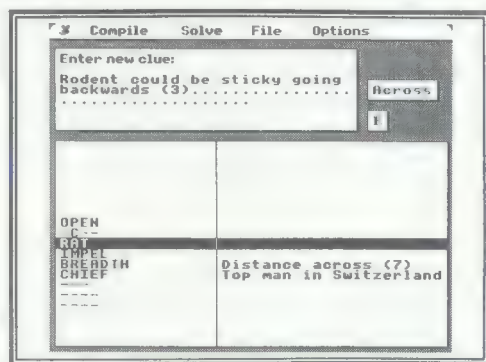 Compile Solve File Options
Enter new clue:
Rodent could be sticky going
backwards (3)................
...................
Across
OPEN
C--
RAT
IMPEL
BREADTH Distance across (7)
CHIEF Top man in Switzerland
----
----
----